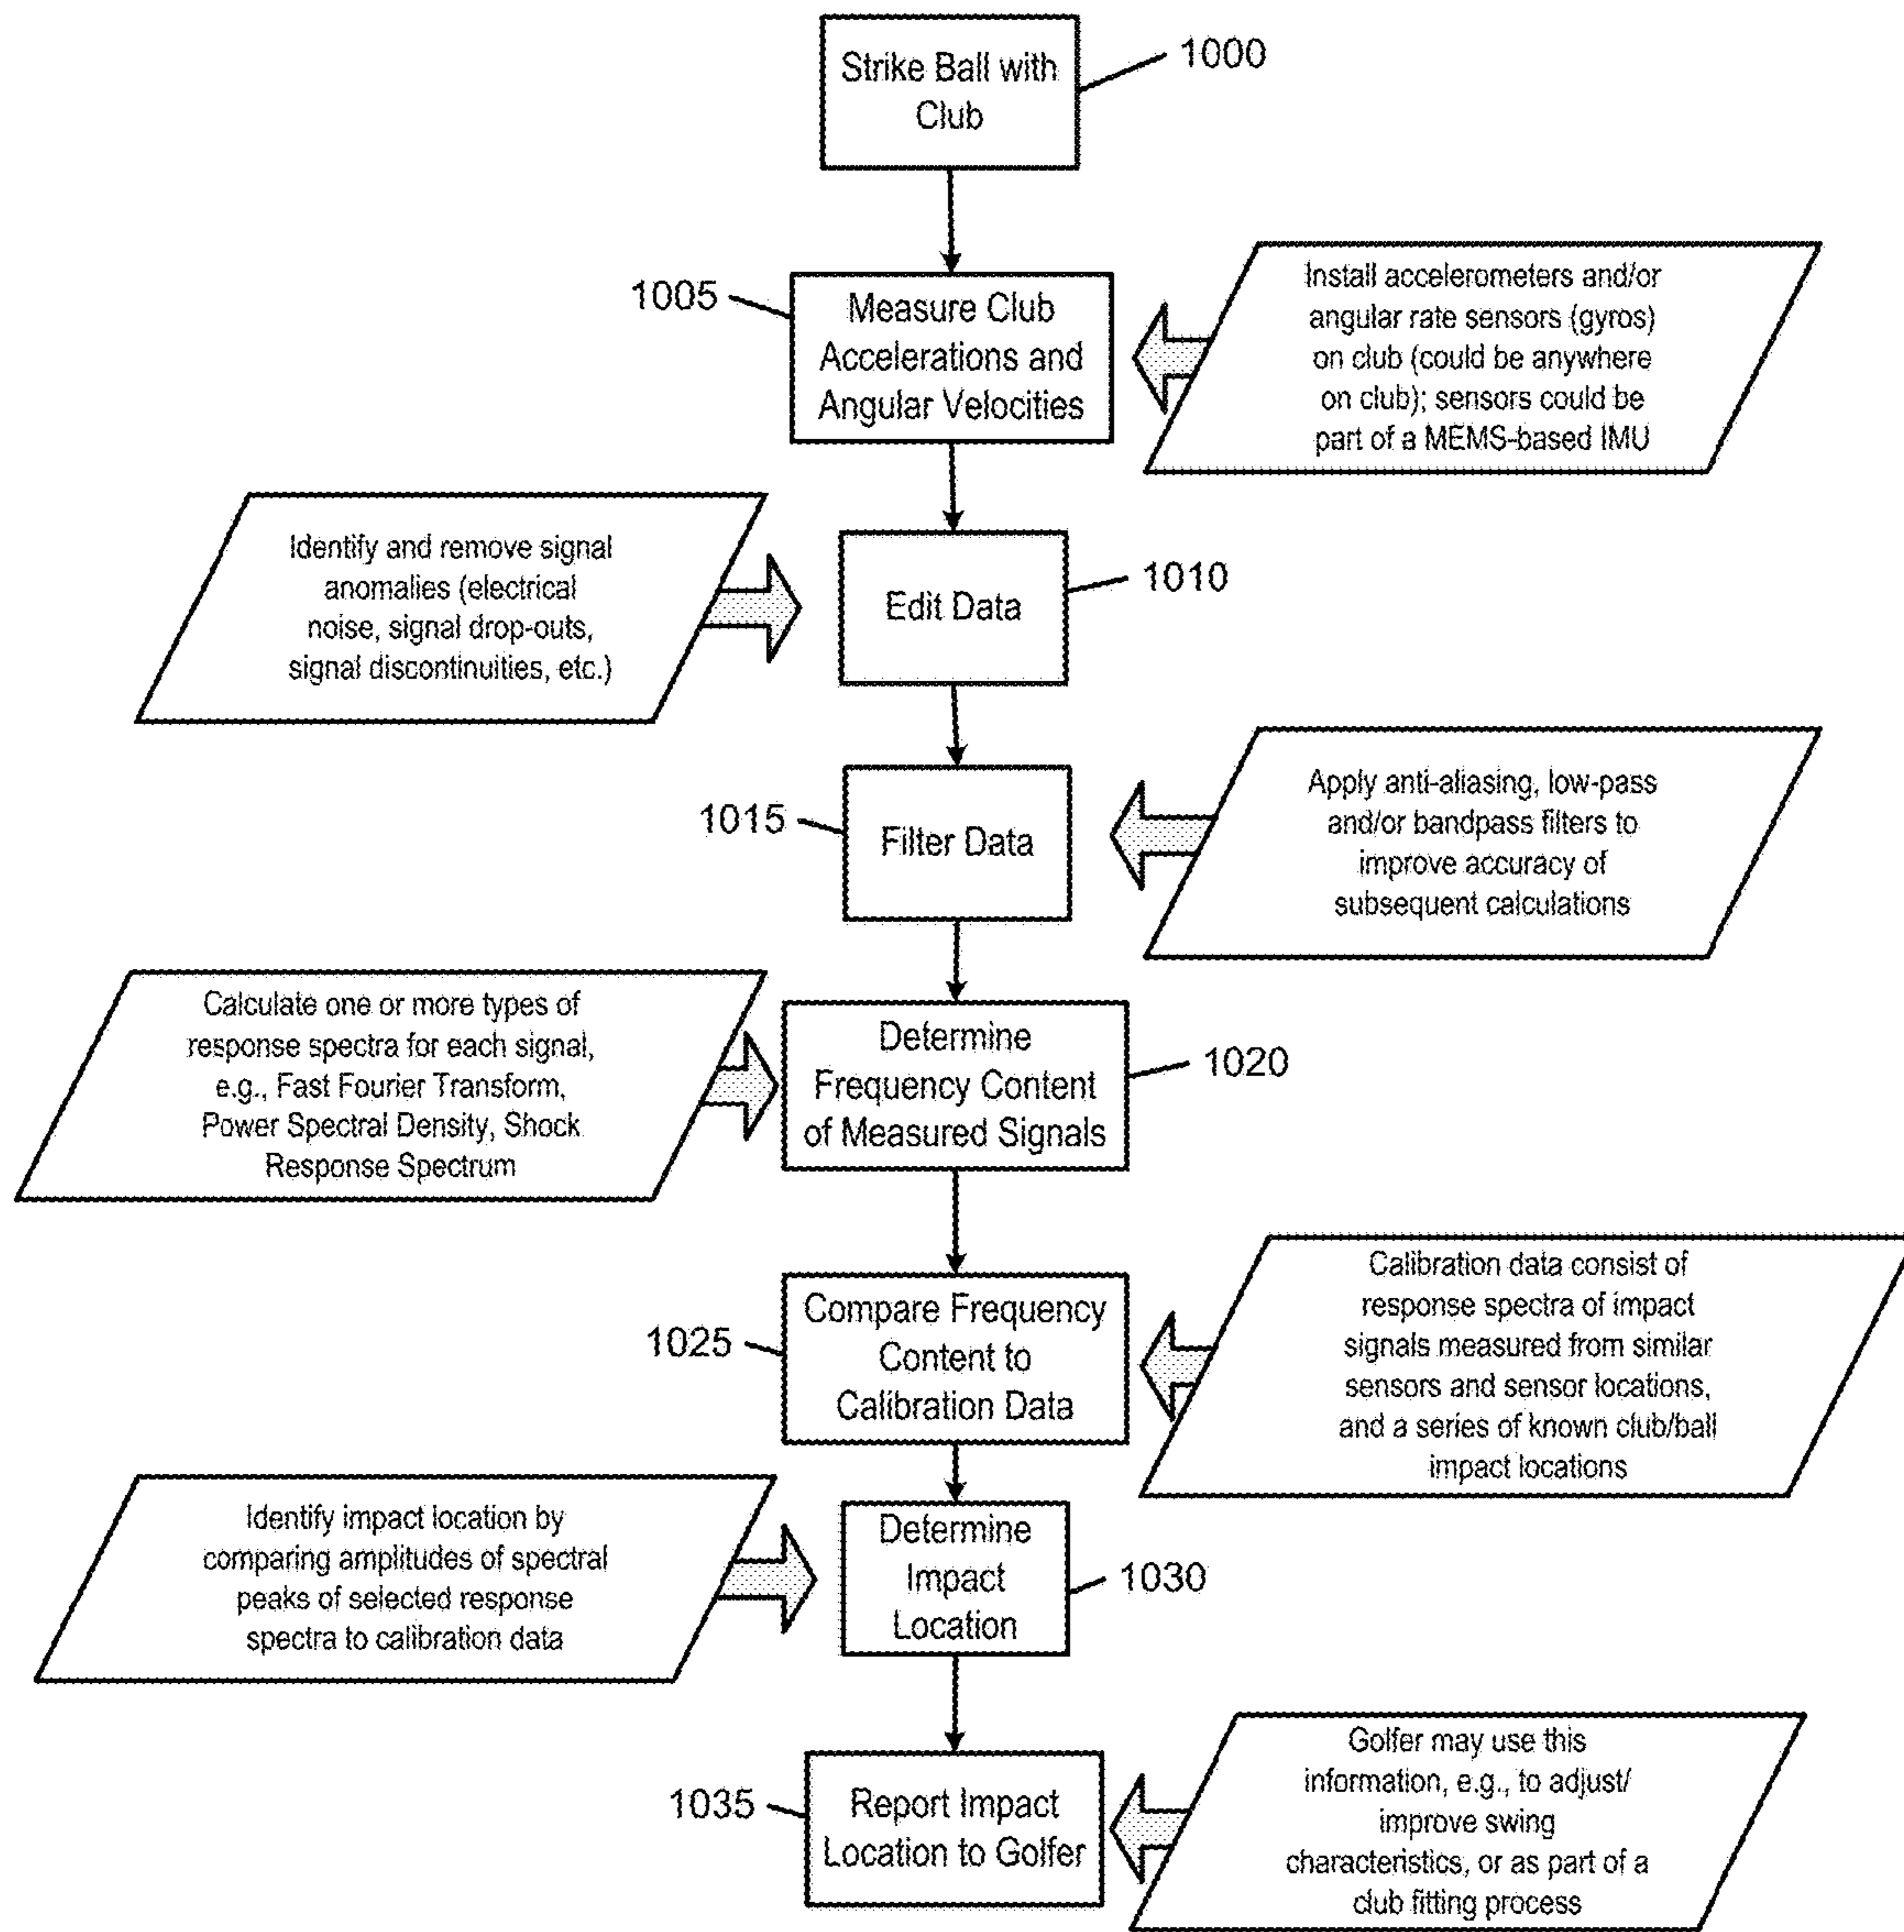 Strike Ball with
Club
1000
1005
Measure Club
Accelerations and
Angular Velocities
Install accelerometers and/or
angular rate sensors (gyros)
on club (could be anywhere
on club); sensors could be
part of a MEMS-based IMU
Identify and remove signal
anomalies (electrical
noise, signal drop-outs,
signal discontinuities, etc.)
Edit Data
1010
1015
Filter Data
Apply anti-aliasing, low-pass
and/or bandpass filters to
improve accuracy of
subsequent calculations
Calculate one or more types of
response spectra for each signal,
e.g., Fast Fourier Transform,
Power Spectral Density, Shock
Response Spectrum
Determine
Frequency Content
of Measured Signals
1020
1025
Compare Frequency
Content to
Calibration Data
Calibration data consist of
response spectra of impact
signals measured from similar
sensors and sensor locations,
and a series of known club/ball
impact locations
Identify impact location by
comparing amplitudes of spectral
peaks of selected response
spectra to calibration data
Determine
Impact
Location
1030
1035
Report Impact
Location to Golfer
Golfer may use this
information, e.g., to adjust/
improve swing
characteristics, or as part of a
club fitting process